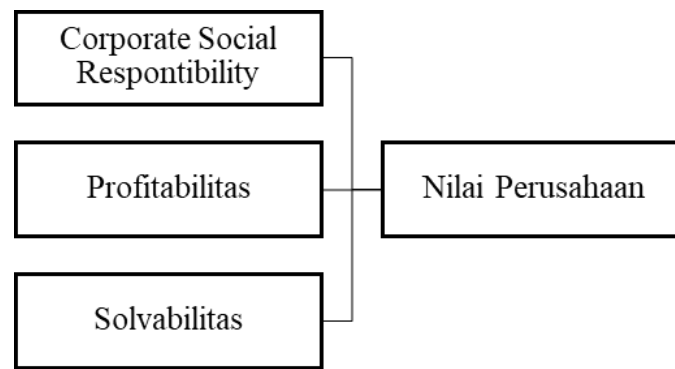 Corporate Social
Respontibility
Profitabilitas
Nilai Perusahaan
Solvabilitas